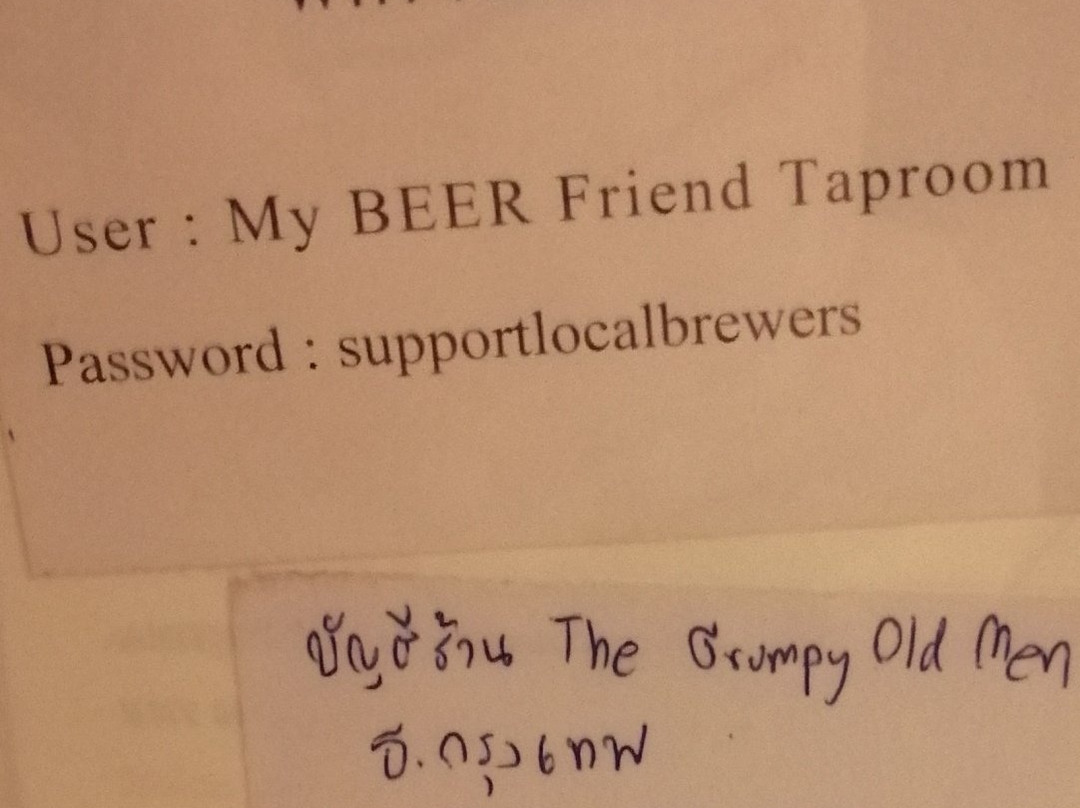 User : My BEER Friend Taproom
Password : supportlocalbrewers
บัญชีร้าน The Grumpy Old Men
ธ.กรุงเทพ